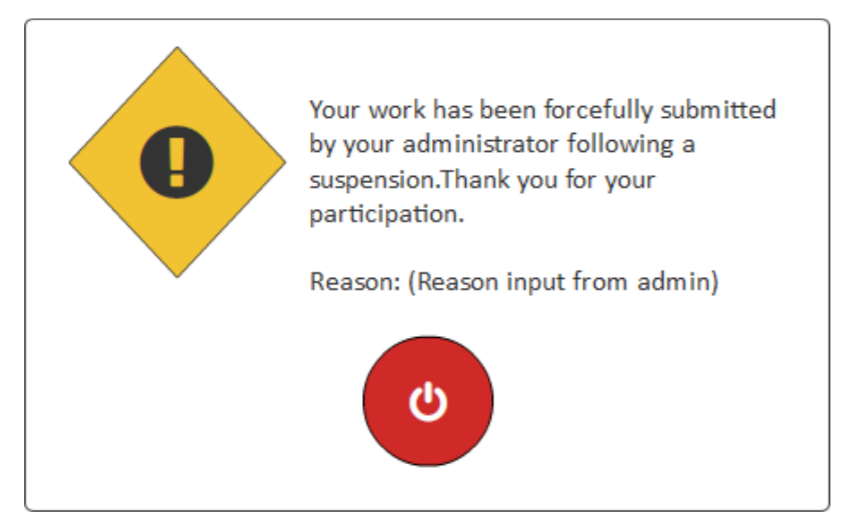 Your work has been forcefully submitted
by your administrator following a
suspension.Thank you for your
participation.
Reason: (Reason input from admin)